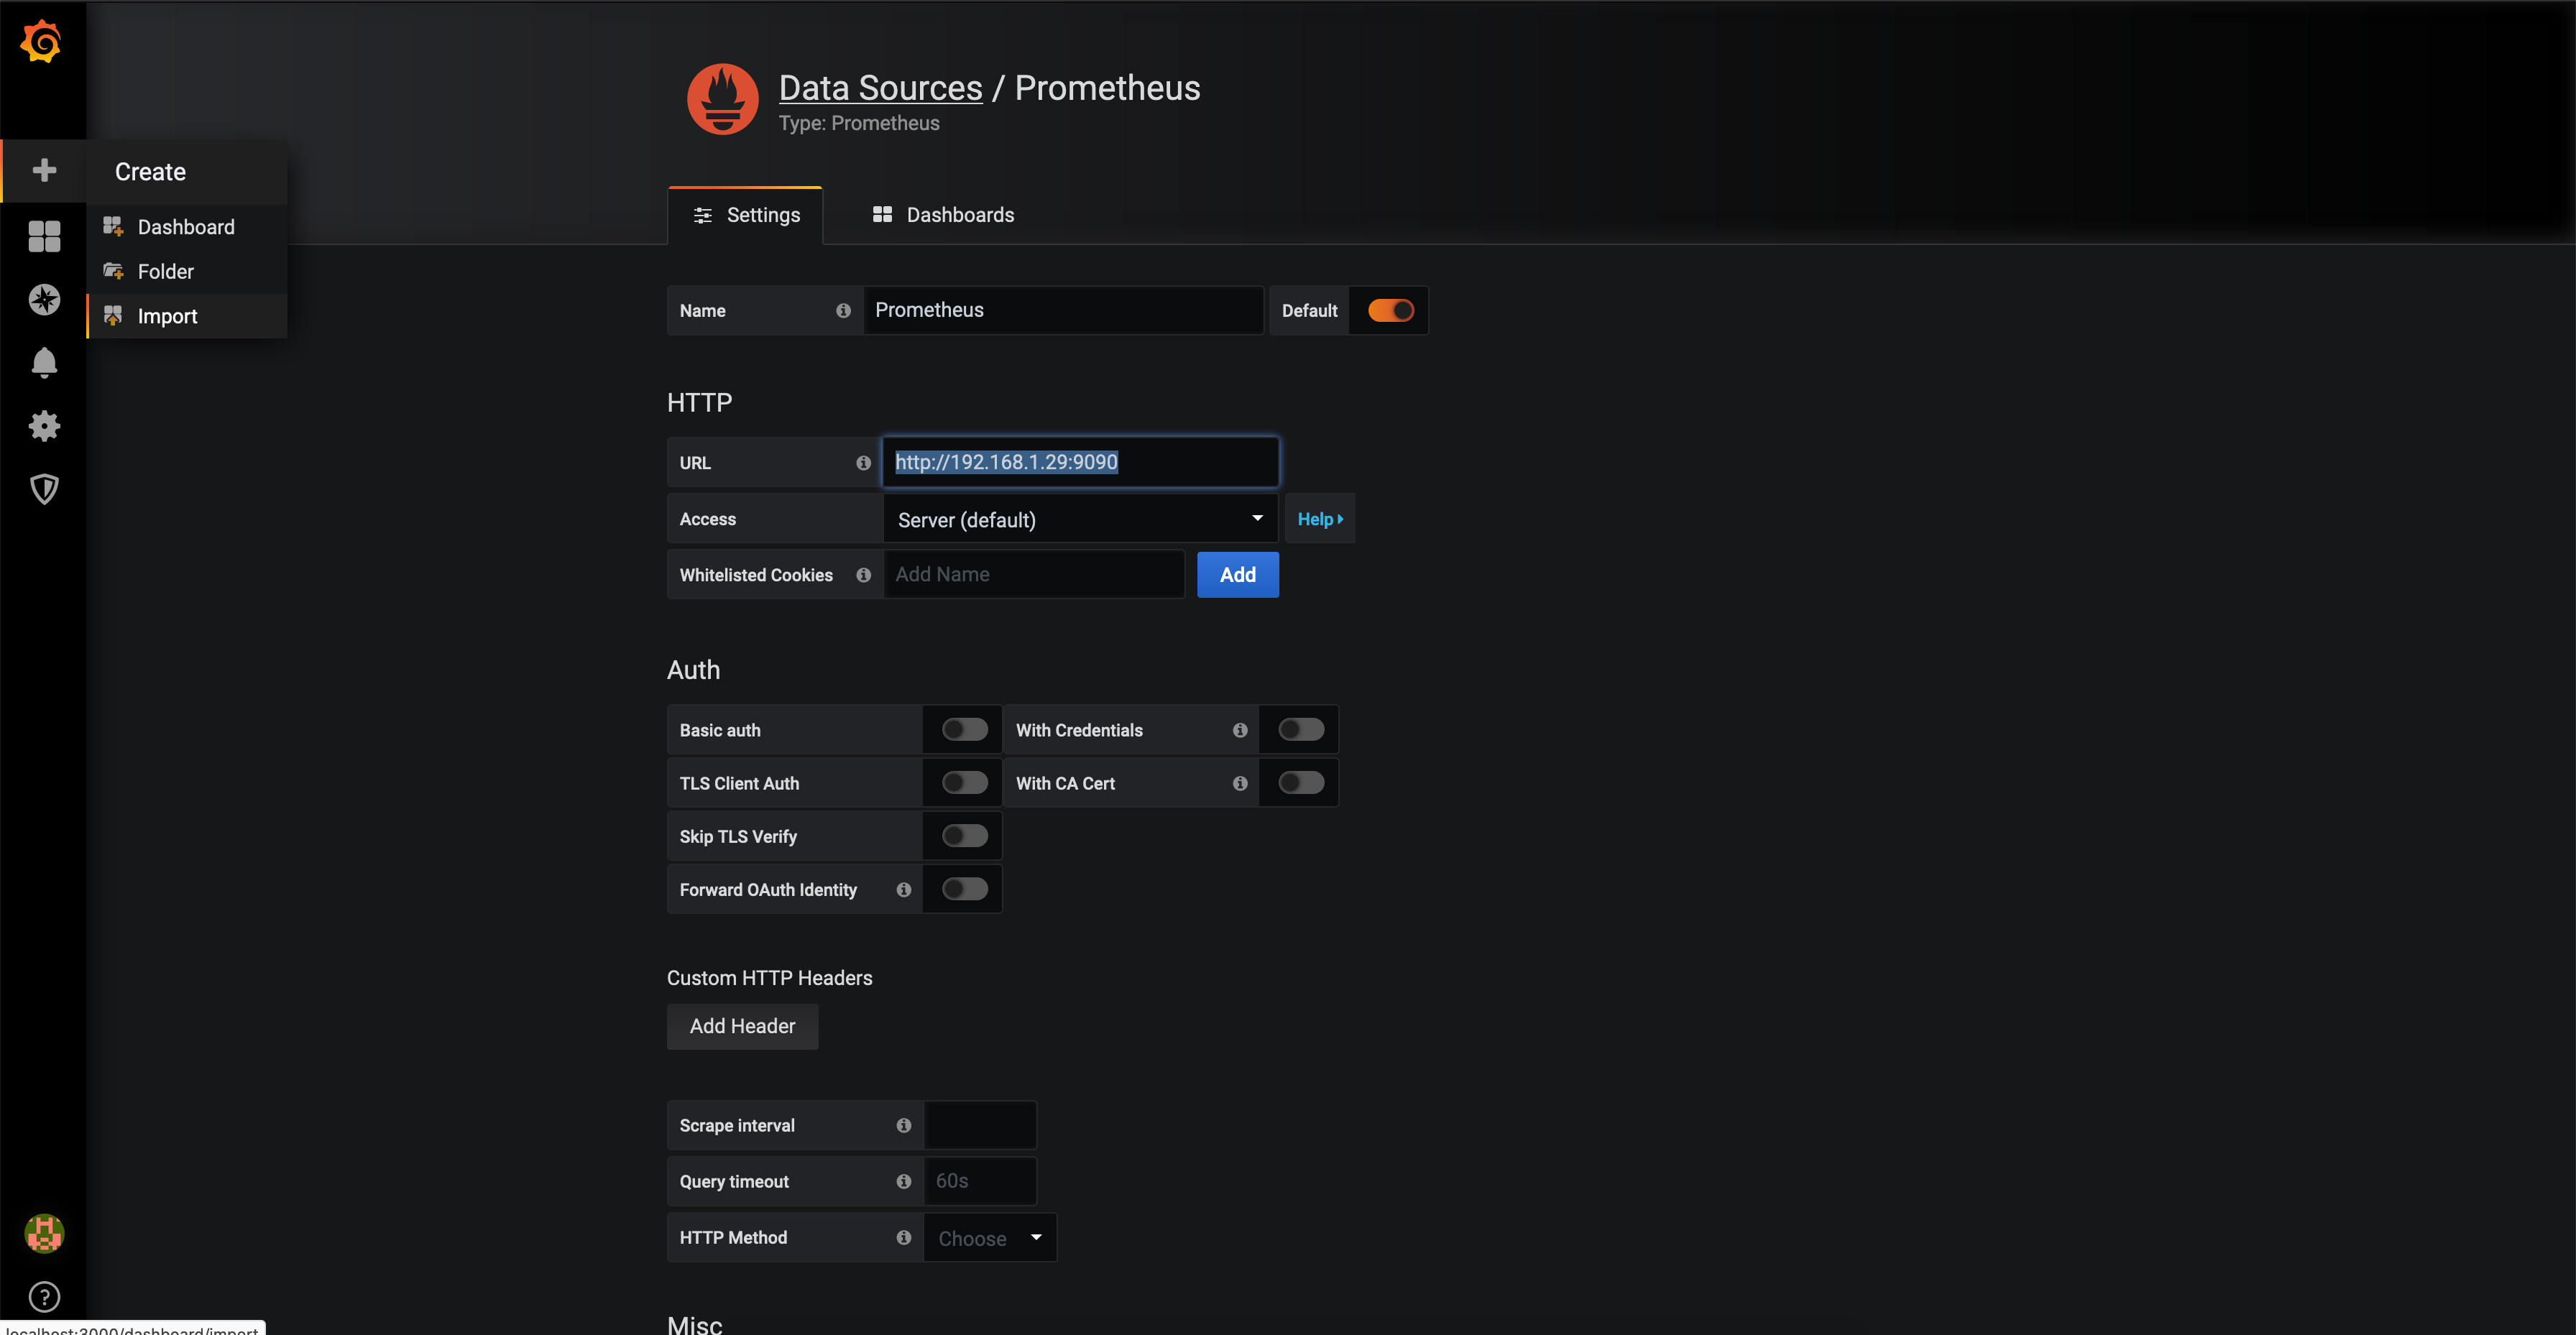 Data Sources / Prometheus
Type: Prometheus
Create
Dashboard
Folder
Import
Settings
Dashboards
Name
Prometheus
Default
HTTP
URL
http://192.168.1.29:9090
Access
Server (default)
Help
Whitelisted Cookies
Add Name
Add
Auth
Basic auth
With Credentials
TLS Client Auth
With CA Cert
Skip TLS Verify
Forward OAuth Identity
Custom HTTP Headers
Add Header
Scrape interval
Query timeout
60s
HTTP Method
Choose
Misc
localhost:3000/dashboard/import